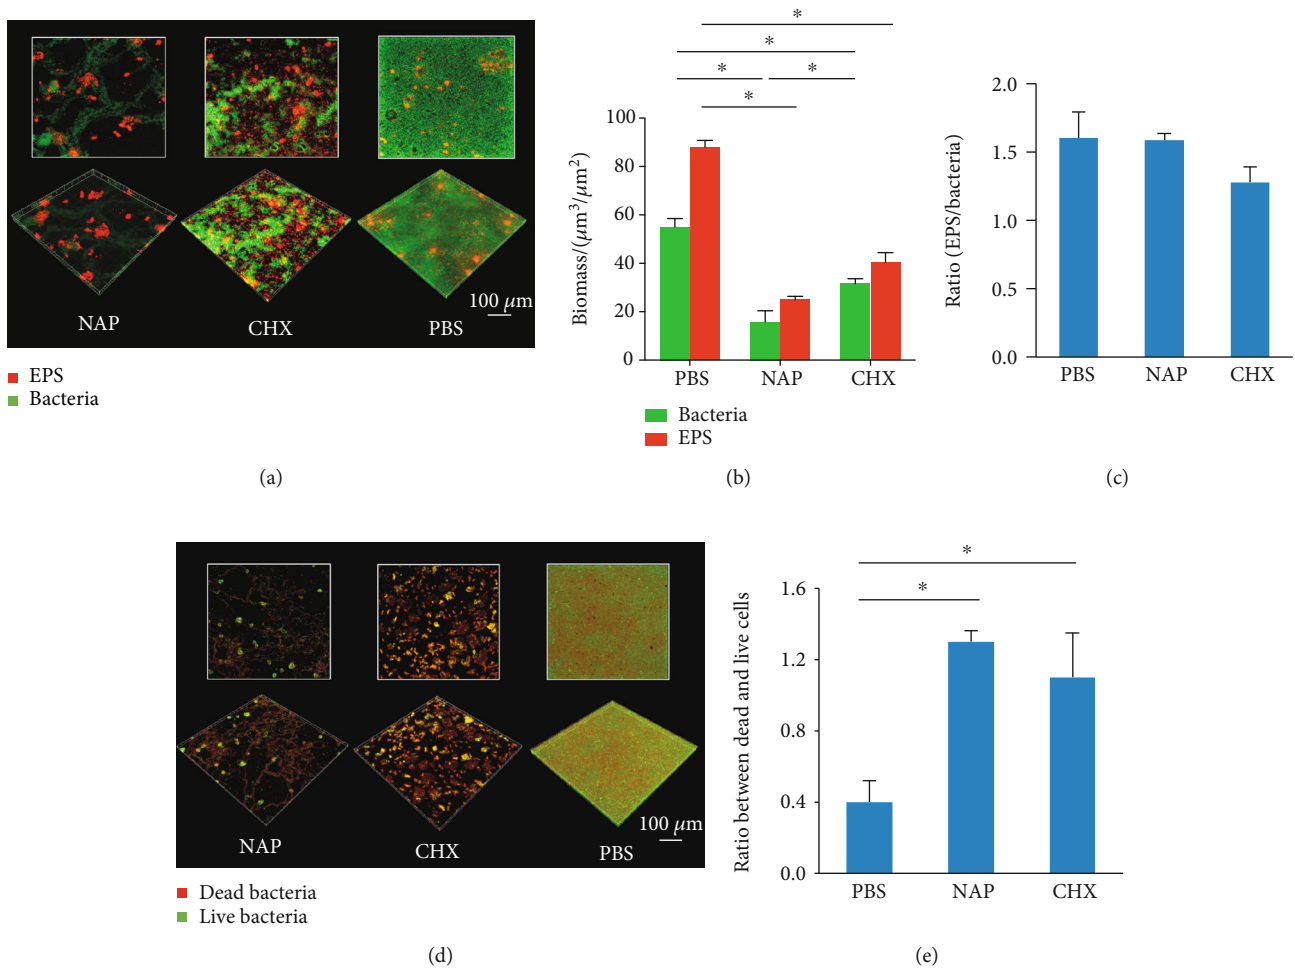 NAP
CHX
PBS
100 µm
EPS
Bacteria
(a)
*
*
* *
*
Biomass/(µm³/µm²)
100
80
60
40
20
0
PBS
NAP
CHX
Bacteria
EPS
(b)
Ratio (EPS/bacteria)
2.0
1.5
1.0
0.5
0.0
PBS
NAP
CHX
(c)
NAP
CHX
PBS
100 µm
Dead bacteria
Live bacteria
(d)
*
*
Ratio between dead and live cells
1.6
1.2
0.8
0.4
0.0
PBS
NAP
CHX
(e)